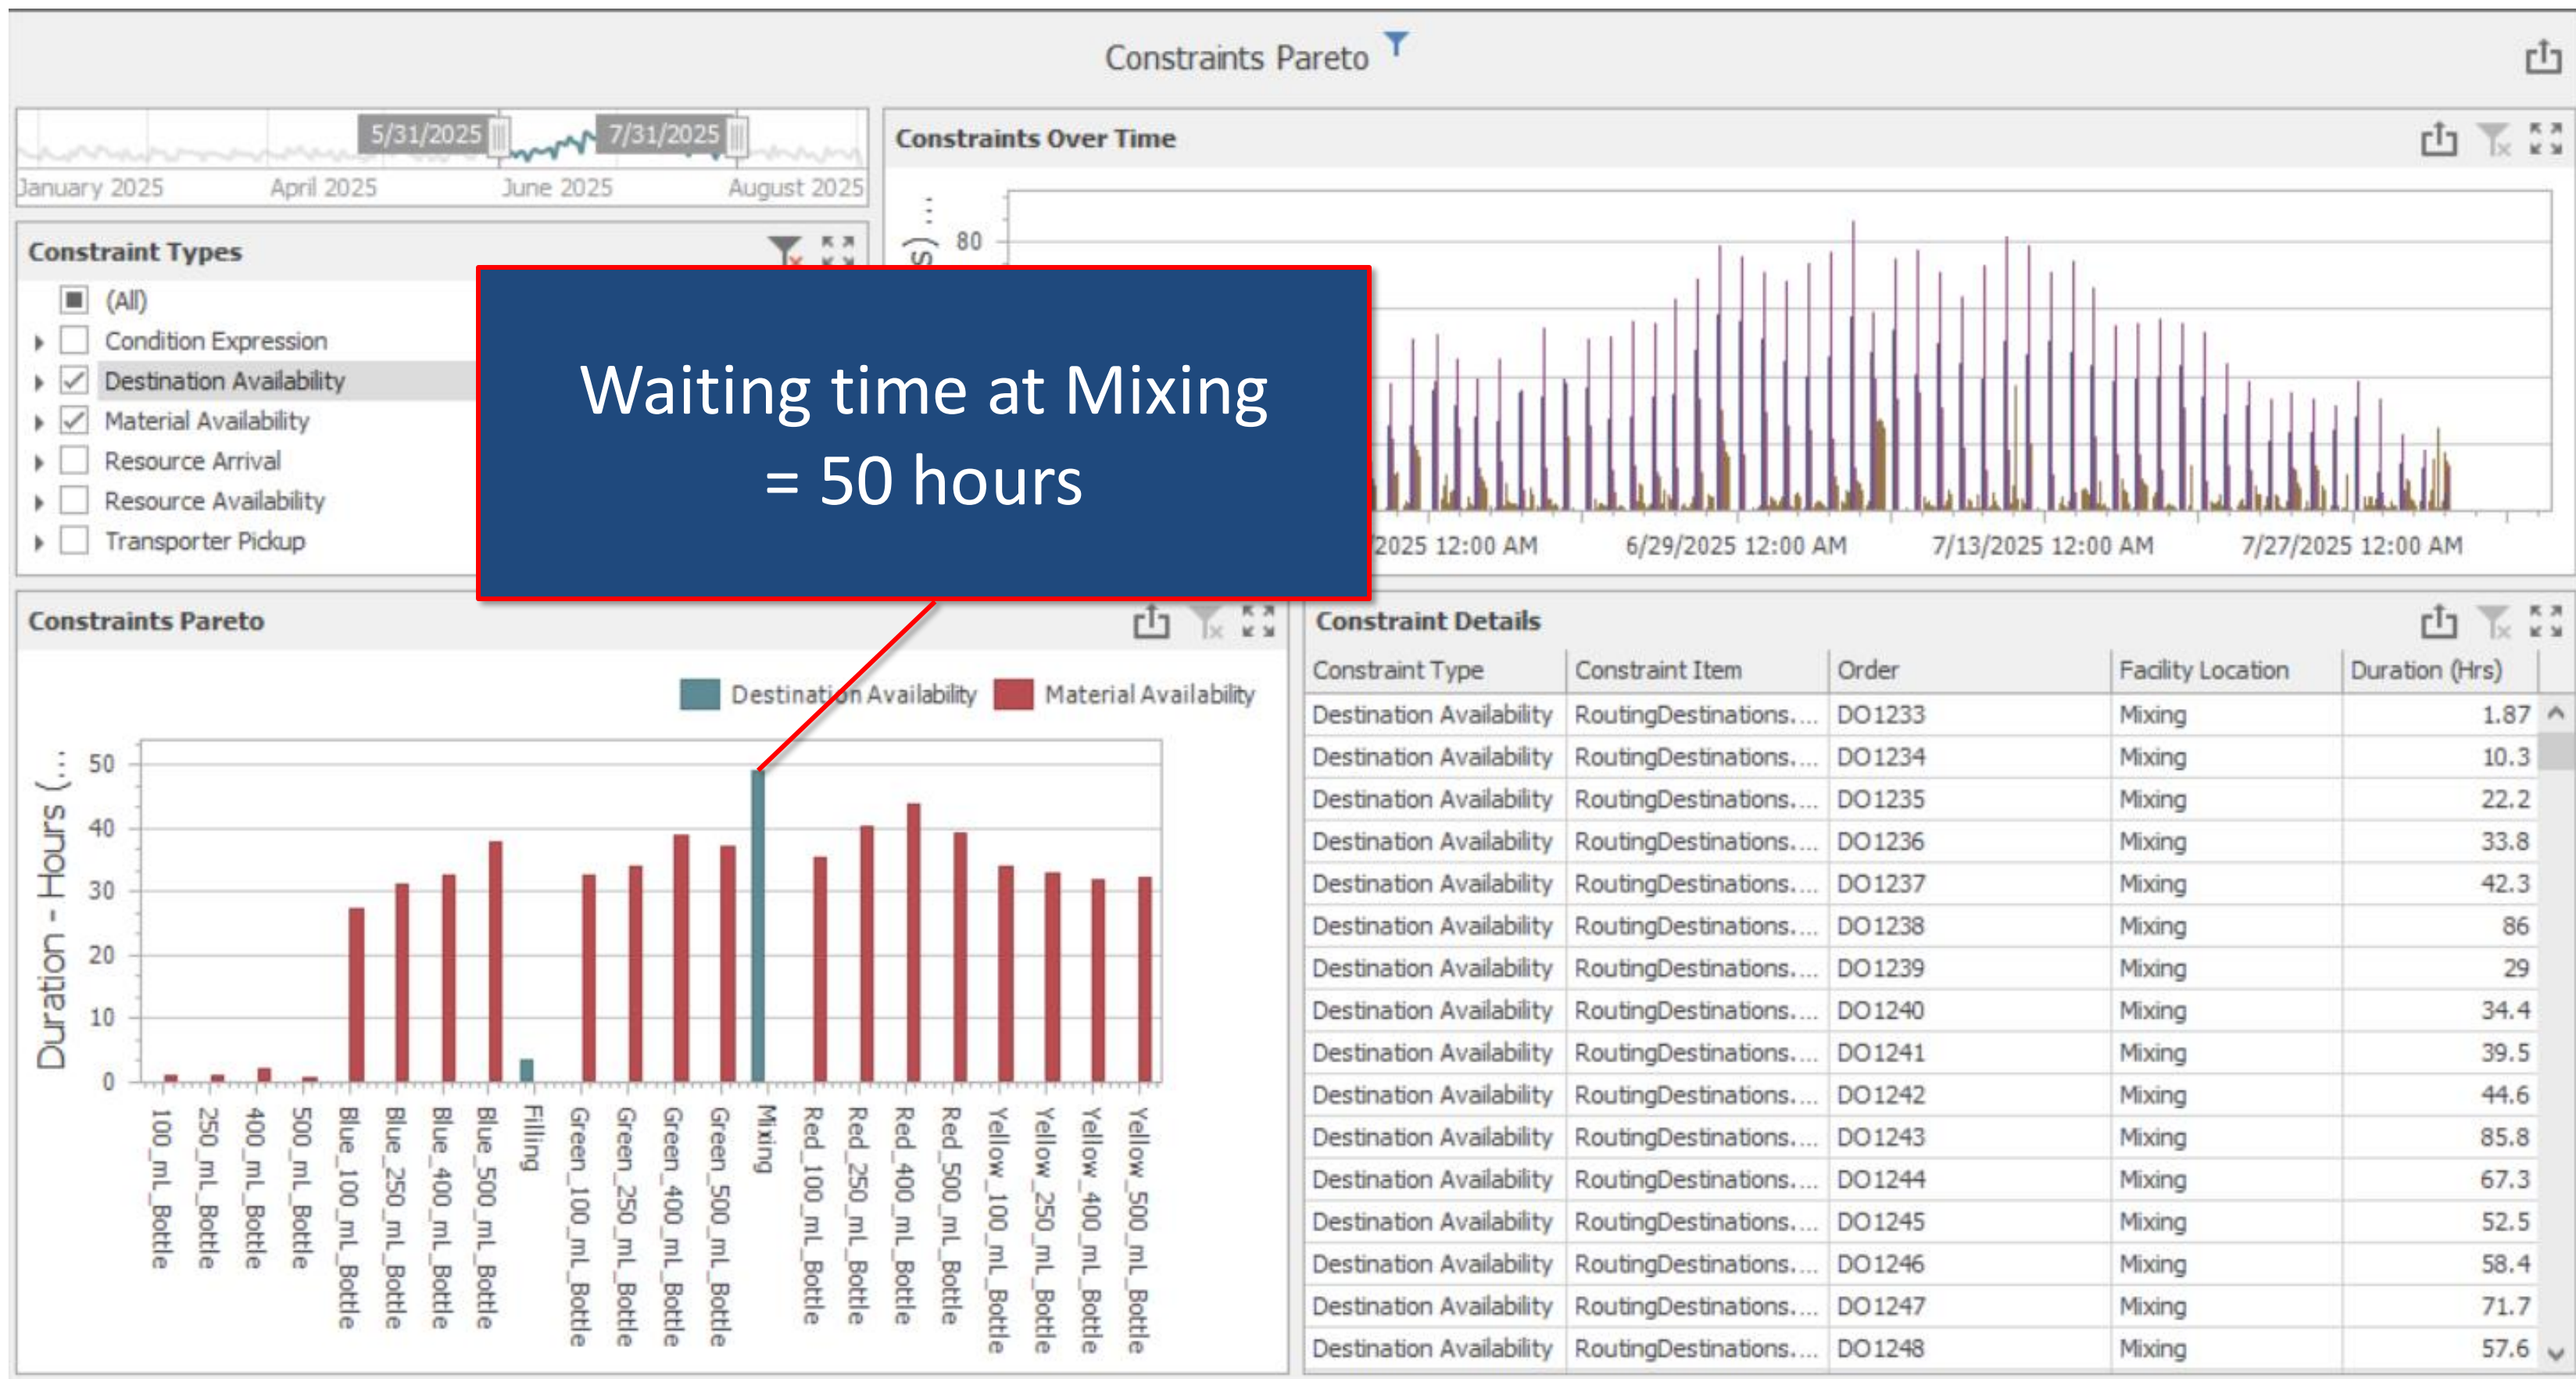 Constraints Pareto
5/31/2025
7/31/2025
January 2025 April 2025 June 2025 August 2025
Constraint Types
(All)
Condition Expression
Destination Availability
Material Availability
Resource Arrival
Resource Availability
Transporter Pickup
Constraints Over Time
s) ...
80
2025 12:00 AM 6/29/2025 12:00 AM 7/13/2025 12:00 AM 7/27/2025 12:00 AM
Waiting time at Mixing
= 50 hours
Constraints Pareto
Destination Availability Material Availability
Duration - Hours (...
50
40
30
20
10
0
100_mL_Bottle
250_mL_Bottle
400_mL_Bottle
500_mL_Bottle
Blue_100_mL_Bottle
Blue_250_mL_Bottle
Blue_400_mL_Bottle
Blue_500_mL_Bottle
Filling
Green_100_mL_Bottle
Green_250_mL_Bottle
Green_400_mL_Bottle
Green_500_mL_Bottle
Mixing
Red_100_mL_Bottle
Red_250_mL_Bottle
Red_400_mL_Bottle
Red_500_mL_Bottle
Yellow_100_mL_Bottle
Yellow_250_mL_Bottle
Yellow_400_mL_Bottle
Yellow_500_mL_Bottle
Constraint Details
Constraint Type Constraint Item Order Facility Location Duration (Hrs)
Destination Availability RoutingDestinations.... DO1233 Mixing 1.87
Destination Availability RoutingDestinations.... DO1234 Mixing 10.3
Destination Availability RoutingDestinations.... DO1235 Mixing 22.2
Destination Availability RoutingDestinations.... DO1236 Mixing 33.8
Destination Availability RoutingDestinations.... DO1237 Mixing 42.3
Destination Availability RoutingDestinations.... DO1238 Mixing 86
Destination Availability RoutingDestinations.... DO1239 Mixing 29
Destination Availability RoutingDestinations.... DO1240 Mixing 34.4
Destination Availability RoutingDestinations.... DO1241 Mixing 39.5
Destination Availability RoutingDestinations.... DO1242 Mixing 44.6
Destination Availability RoutingDestinations.... DO1243 Mixing 85.8
Destination Availability RoutingDestinations.... DO1244 Mixing 67.3
Destination Availability RoutingDestinations.... DO1245 Mixing 52.5
Destination Availability RoutingDestinations.... DO1246 Mixing 58.4
Destination Availability RoutingDestinations.... DO1247 Mixing 71.7
Destination Availability RoutingDestinations.... DO1248 Mixing 57.6